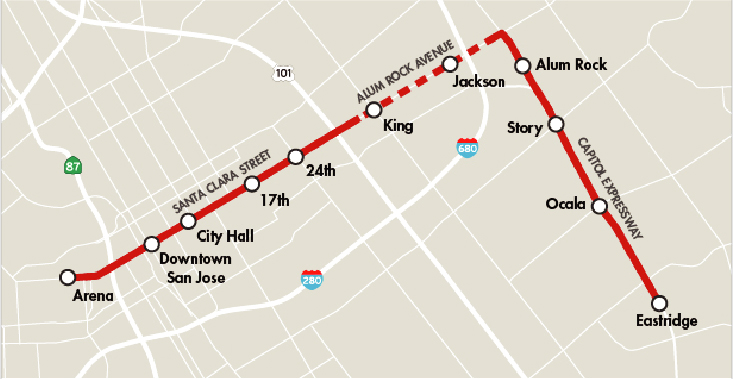 101
ALUM ROCK AVENUE
Jackson
Alum Rock
King
Story
680
87
SANTA CLARA STREET
24th
17th
CAPITOL EXPRESSWAY
Ocala
City Hall
Downtown
San Jose
280
Arena
Eastridge